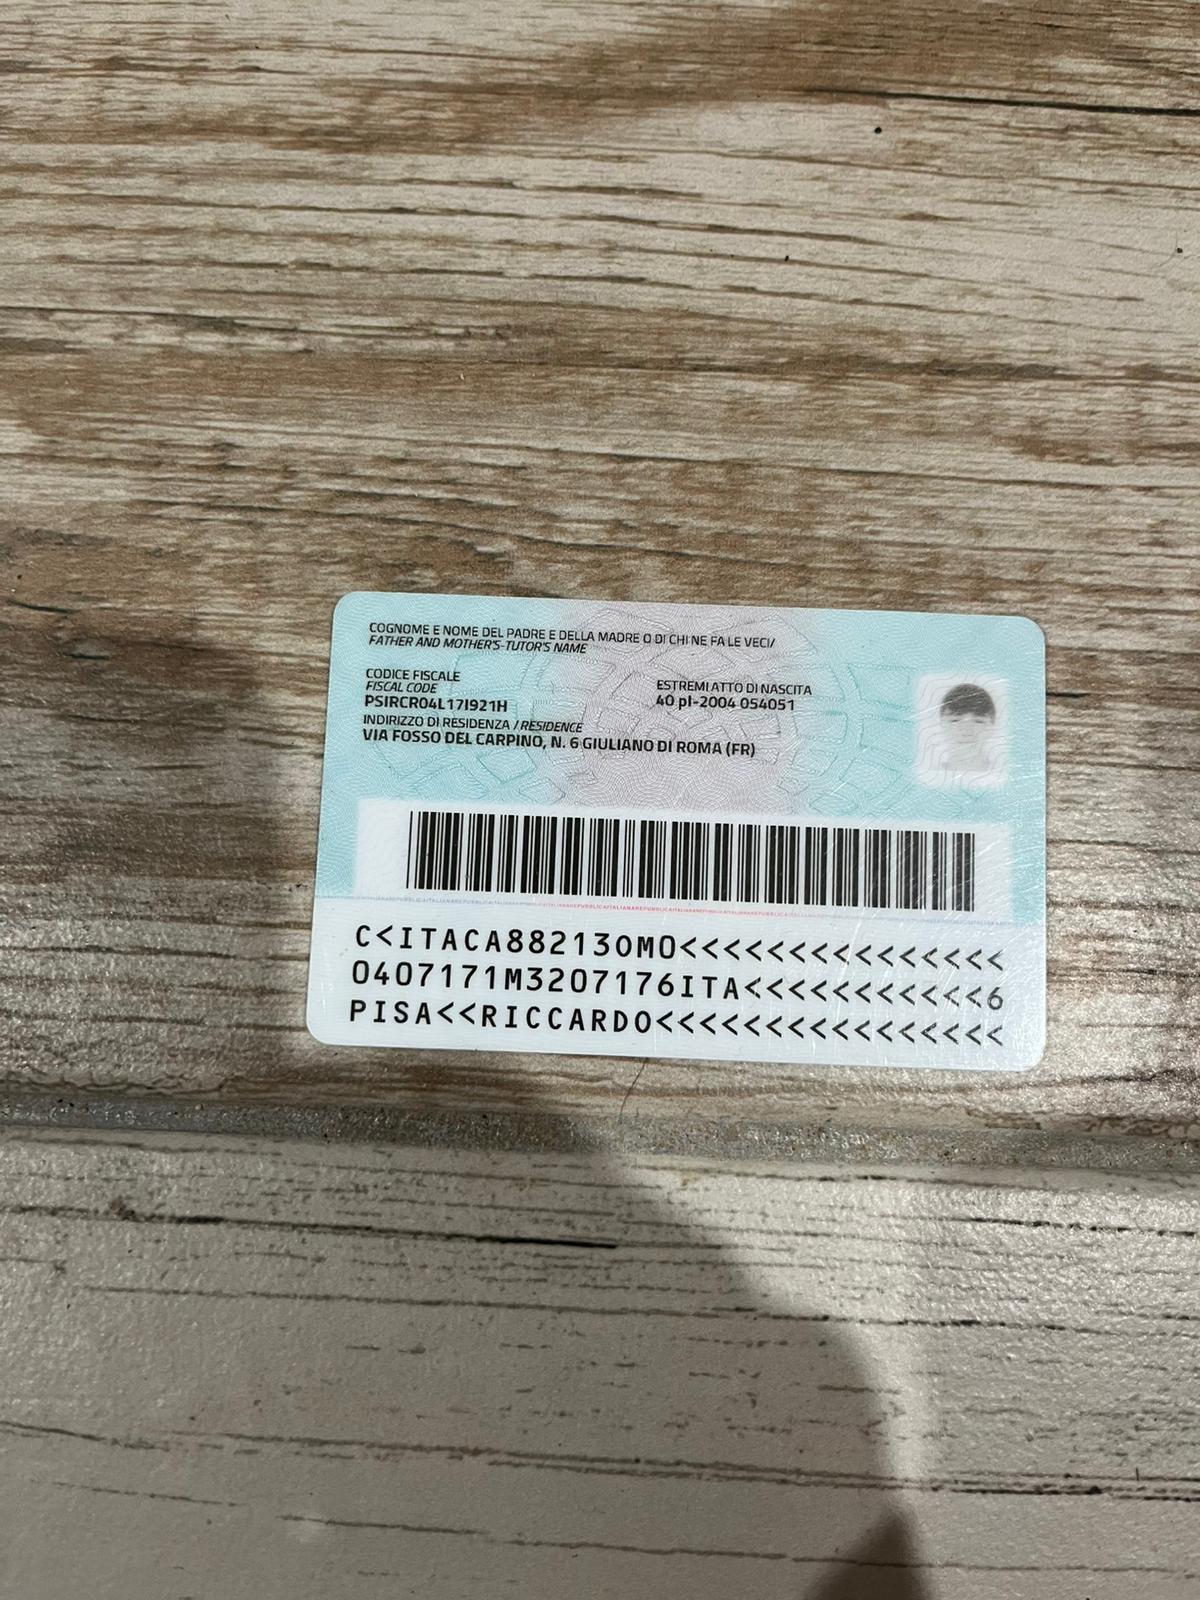 COGNOME E NOME DEL PADRE E DELLA MADRE O DI CHI NE FA LE VECI/
FATHER AND MOTHER'S-TUTOR'S NAME
CODICE FISCALE
FISCAL CODE
PSIRCR04L17I921H
ESTREMI ATTO DI NASCITA
40 pI-2004 054051
INDIRIZZO DI RESIDENZA / RESIDENCE
VIA FOSSO DEL CARPINO, N. 6 GIULIANO DI ROMA (FR)
C<ITACA88213OMO<<<<<<<<<<<<<<<
0407171M3207176ITA<<<<<<<<<<<6
PISA<<RICCARDO<<<<<<<<<<<<<<<<